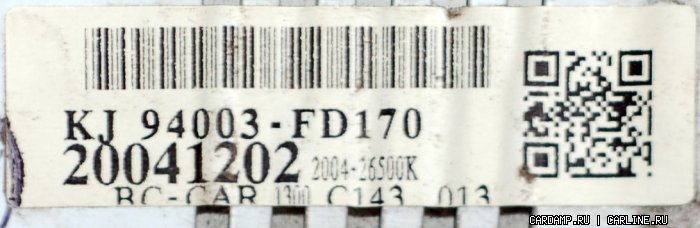 KJ 94003-FD170
20041202 2004-26500K
BC-CAR 1300 C143 013
CARDAMP.RU | CARLINE.RU